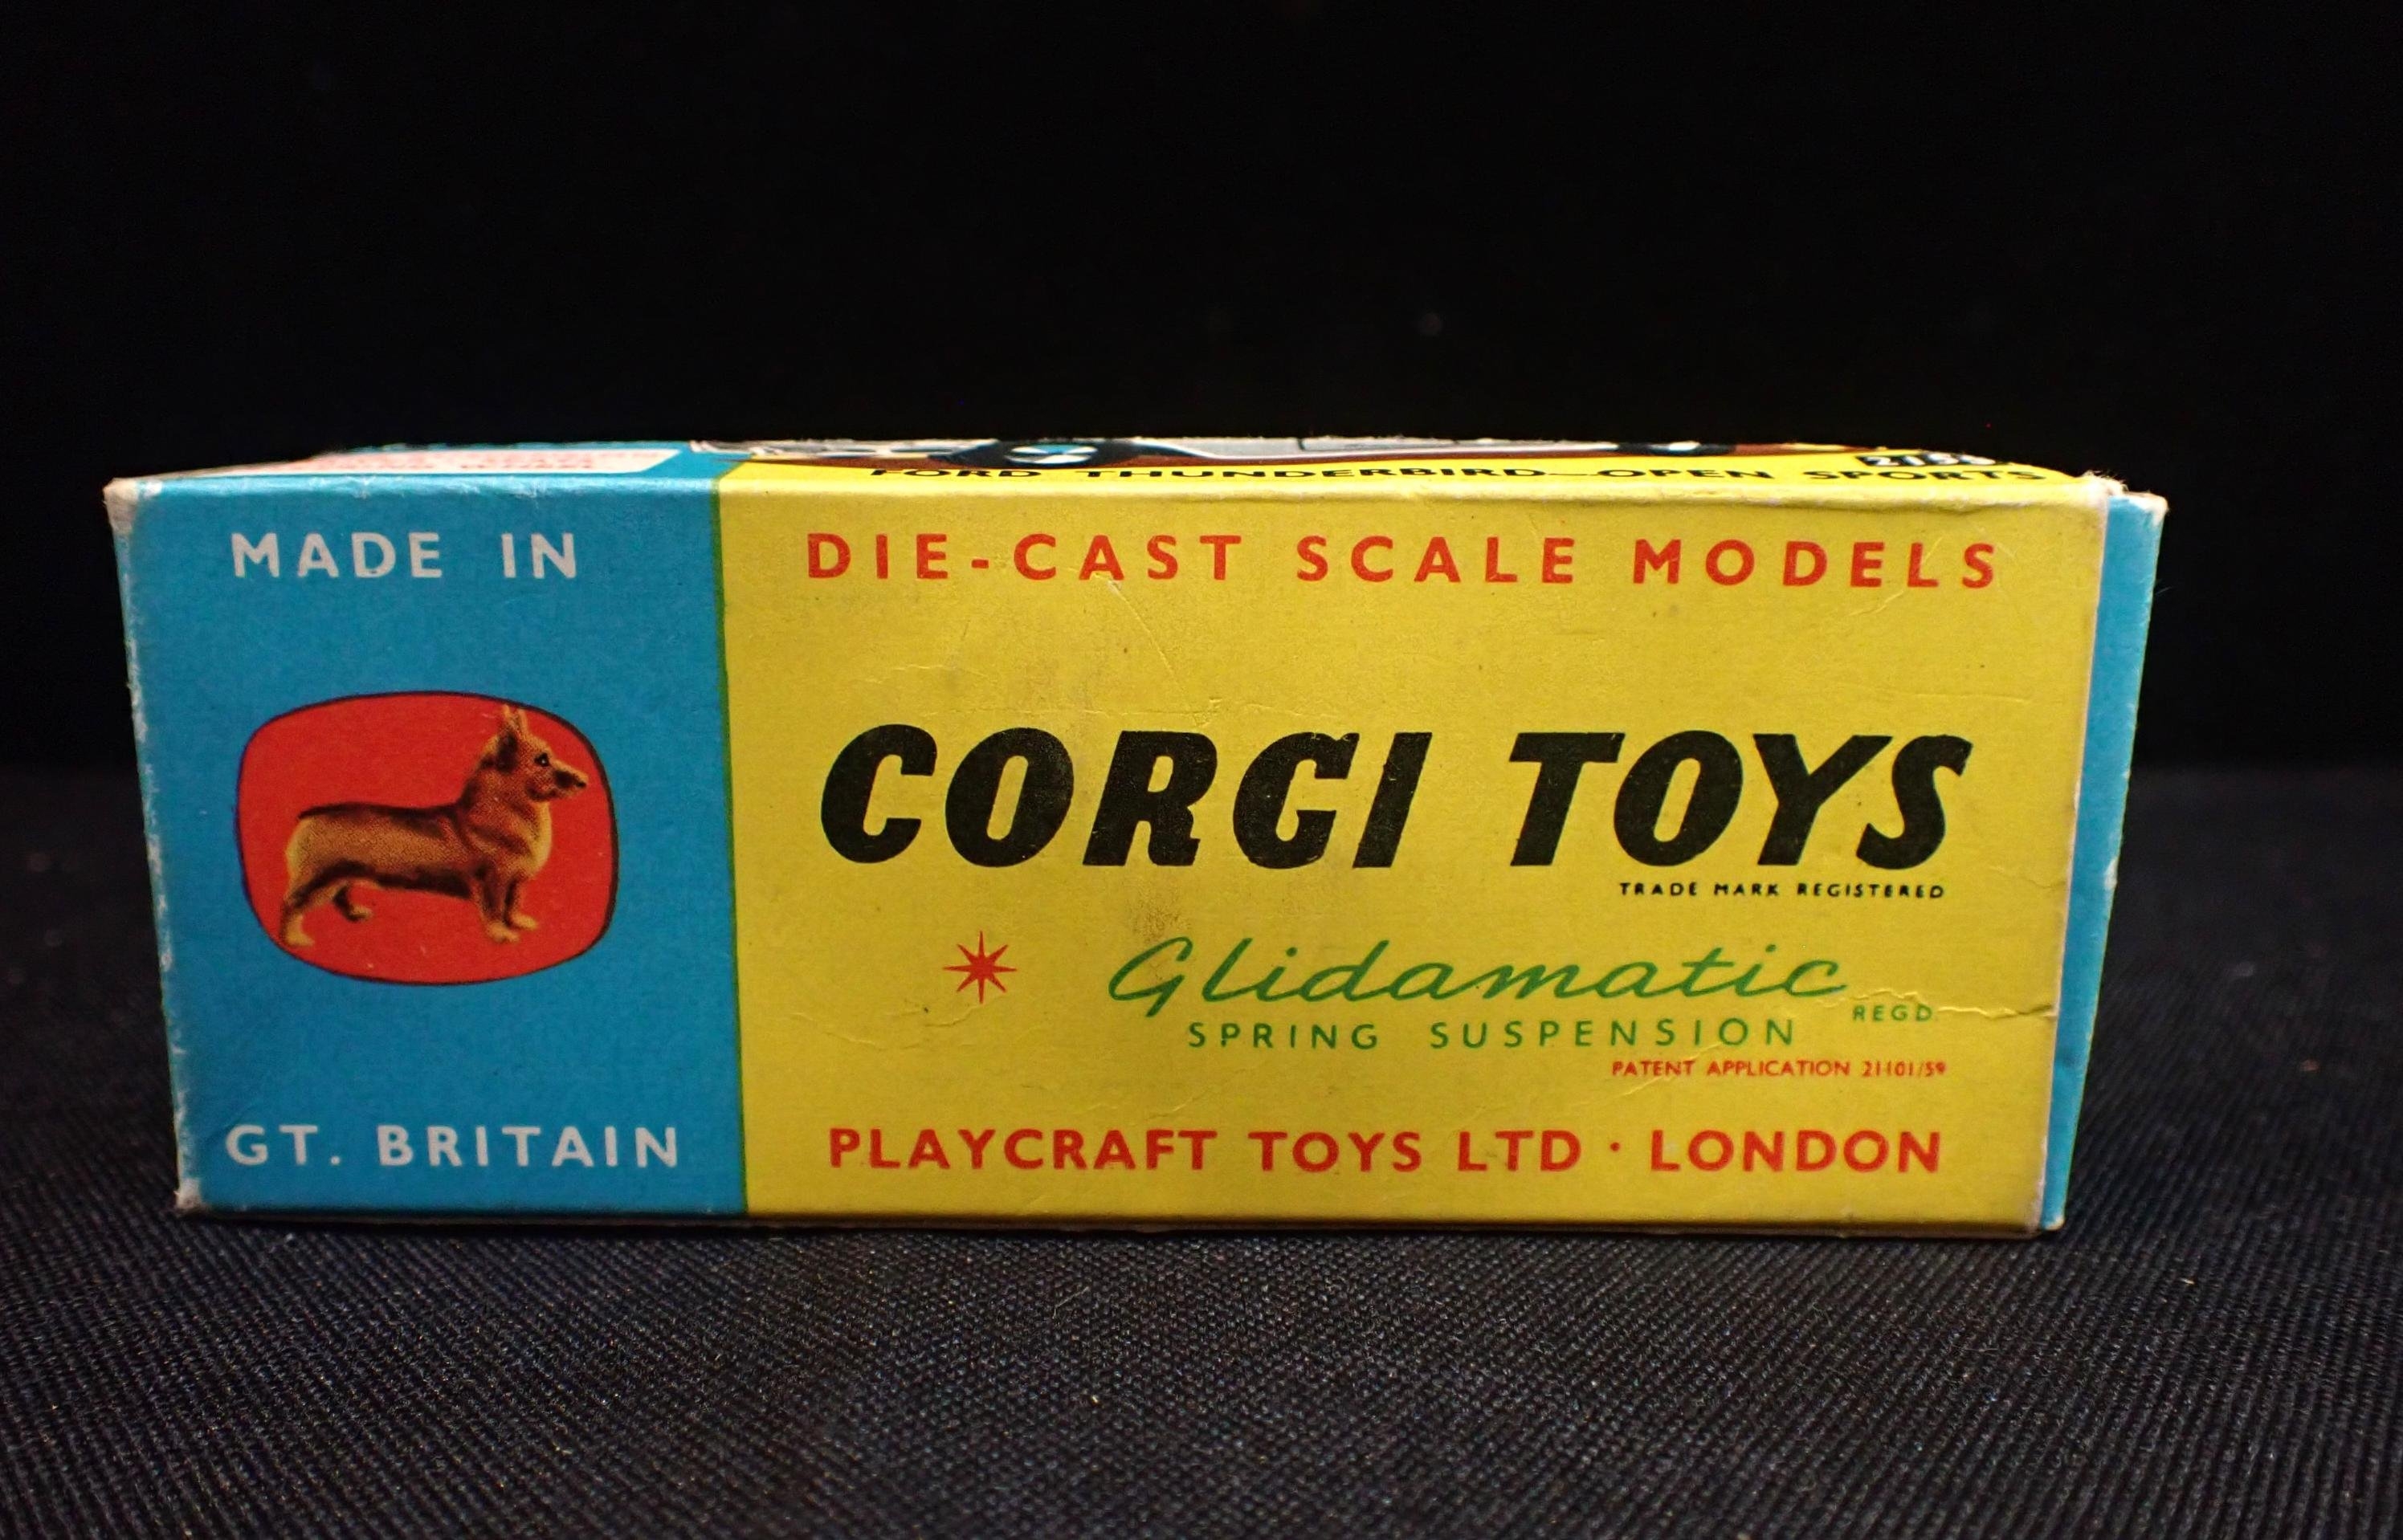 FORD THUNDERBIRD—OPEN SPORTS
MADE IN
DIE-CAST SCALE MODELS
CORGI TOYS
TRADE MARK REGISTERED
Glidamatic
REGD.
SPRING SUSPENSION
PATENT APPLICATION 21101/59
GT. BRITAIN
PLAYCRAFT TOYS LTD · LONDON